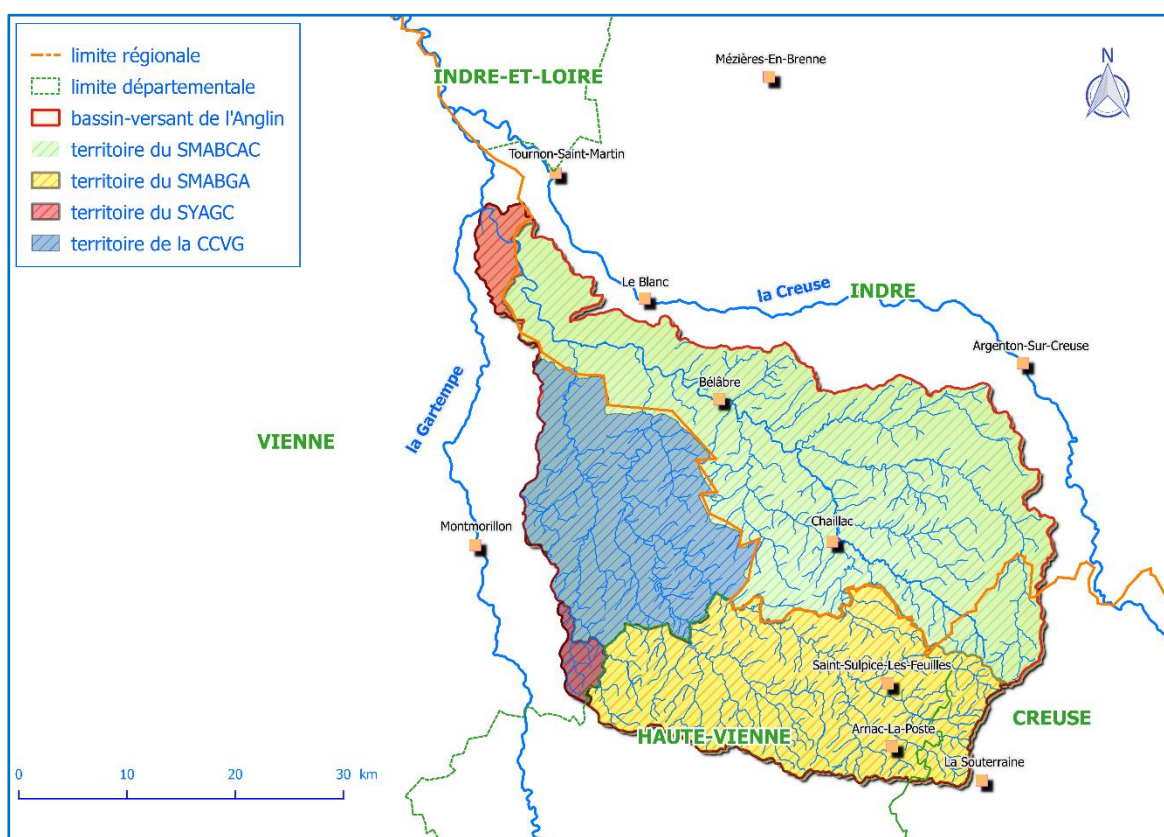 limite régionale
limite départementale
bassin-versant de l'Anglin
territoire du SMABCAC
territoire du SMABGA
territoire du SYAGC
territoire de la CCVG
INDRE-ET-LOIRE
Mézières-En-Brenne
N
Tournon-Saint-Martin
Le Blanc
la Creuse
INDRE
Argenton-Sur-Creuse
Bélâbre
la Gartempe
VIENNE
Montmorillon
Chaillac
Saint-Sulpice-Les-Feuilles
CREUSE
HAUTE-VIENNE
Arnac-La-Poste
La Souterraine
0 10 20 30 km